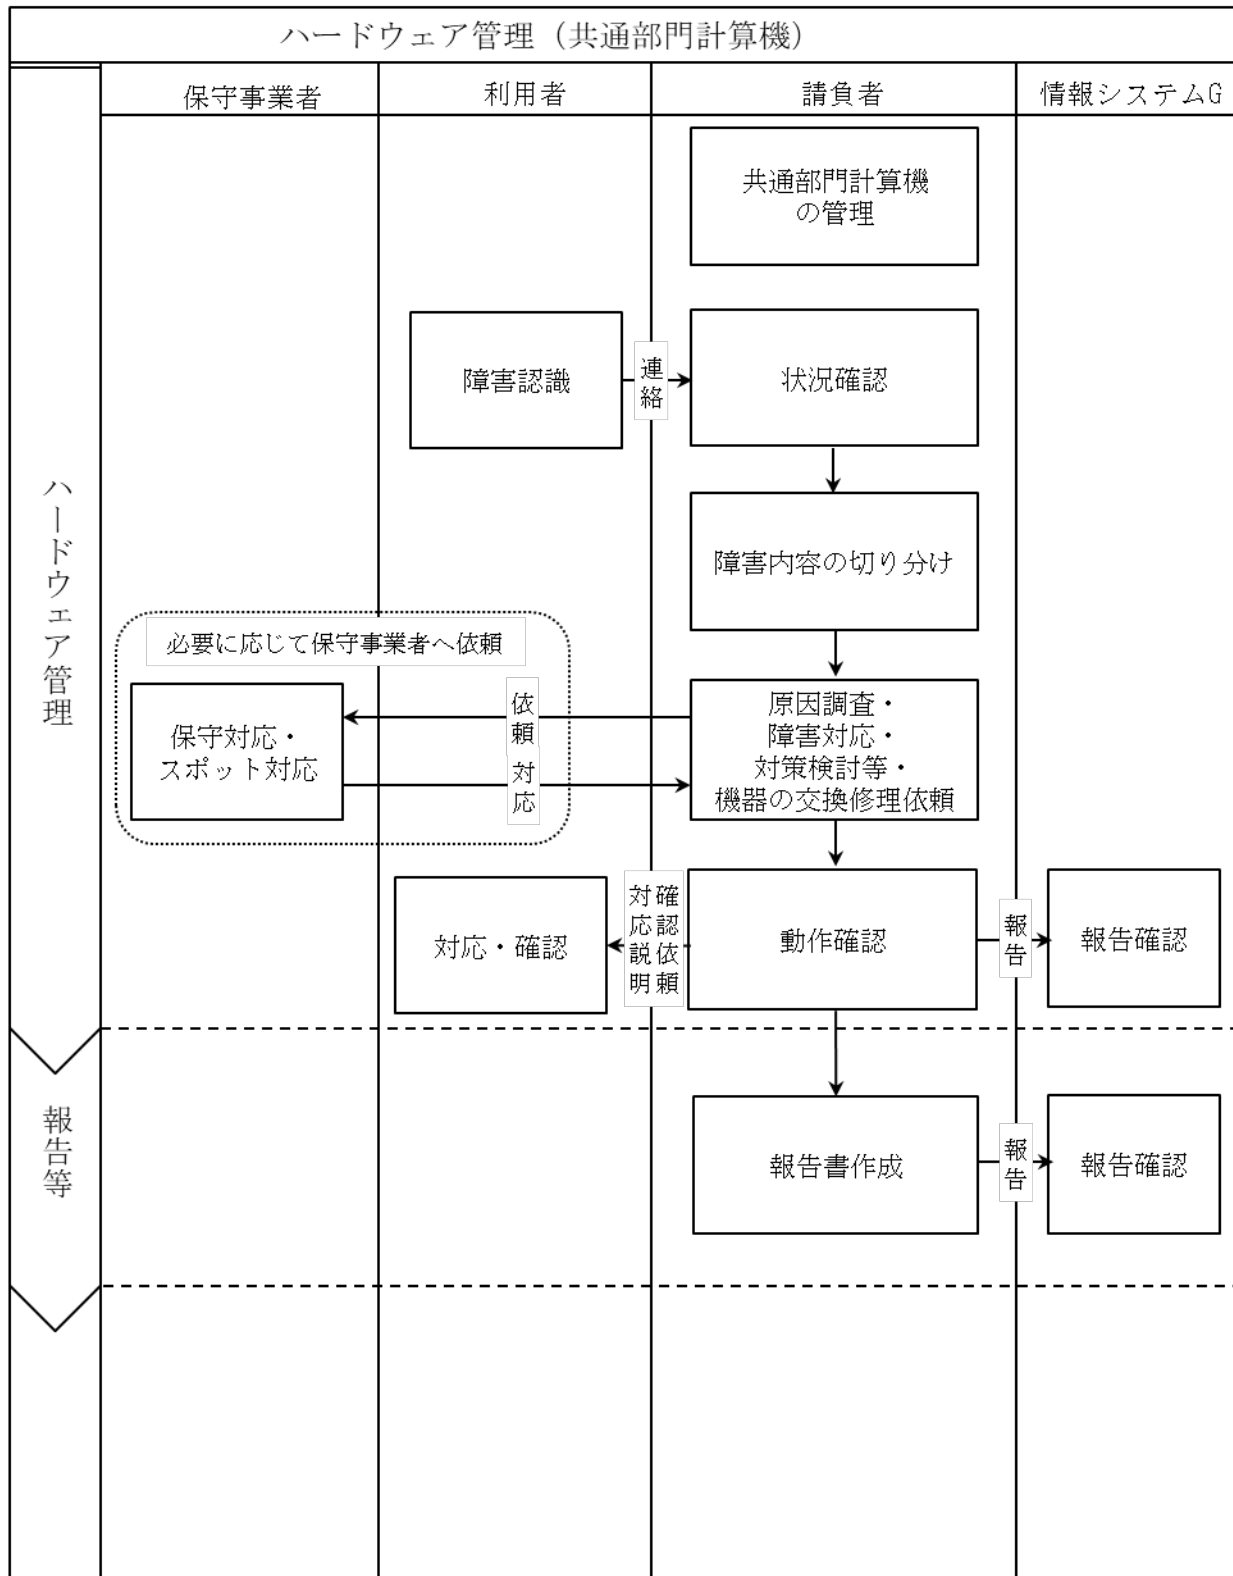 ハードウェア管理（共通部門計算機）
保守事業者
利用者
請負者
情報システムG
ハードウェア管理
共通部門計算機
の管理
障害認識
連絡
状況確認
障害内容の切り分け
必要に応じて保守事業者へ依頼
保守対応・
スポット対応
依頼
対応
原因調査・
障害対応・
対策検討等・
機器の交換修理依頼
対応・確認
確認依頼
対応説明
動作確認
報告
報告確認
報告等
報告書作成
報告
報告確認